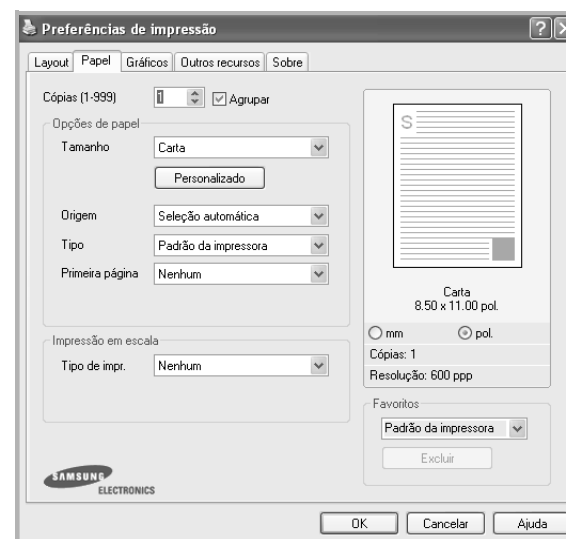 Preferências de impressão
Layout Papel Gráficos Outros recursos Sobre
Cópias (1-999) 1 Agrupar
Opções de papel
Tamanho Carta
Personalizado
Origem Seleção automática
Tipo Padrão da impressora
Primeira página Nenhum
Impressão em escala
Tipo de impr. Nenhum
SAMSUNG
ELECTRONICS
S
Carta
8.50 x 11.00 pol.
mm pol.
Cópias: 1
Resolução: 600 ppp
Favoritos
Padrão da impressora
Excluir
OK Cancelar Ajuda